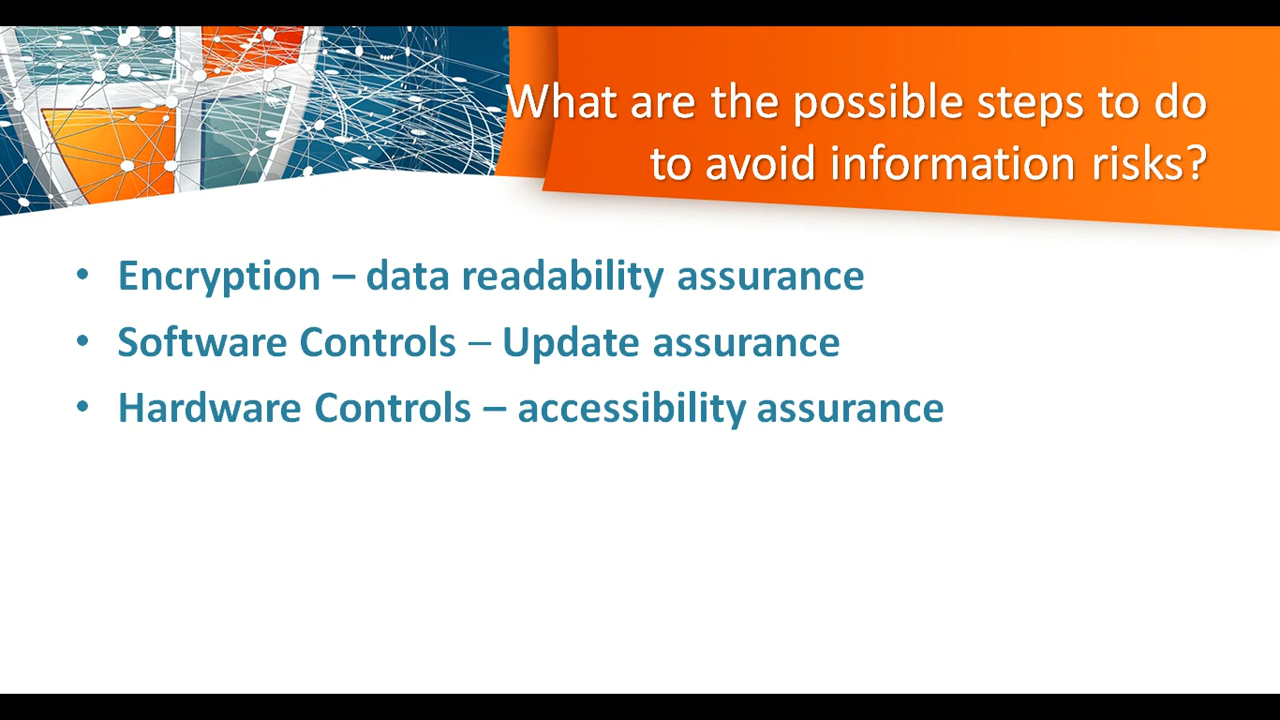 What are the possible steps to do
to avoid information risks?
• Encryption – data readability assurance
• Software Controls – Update assurance
• Hardware Controls – accessibility assurance